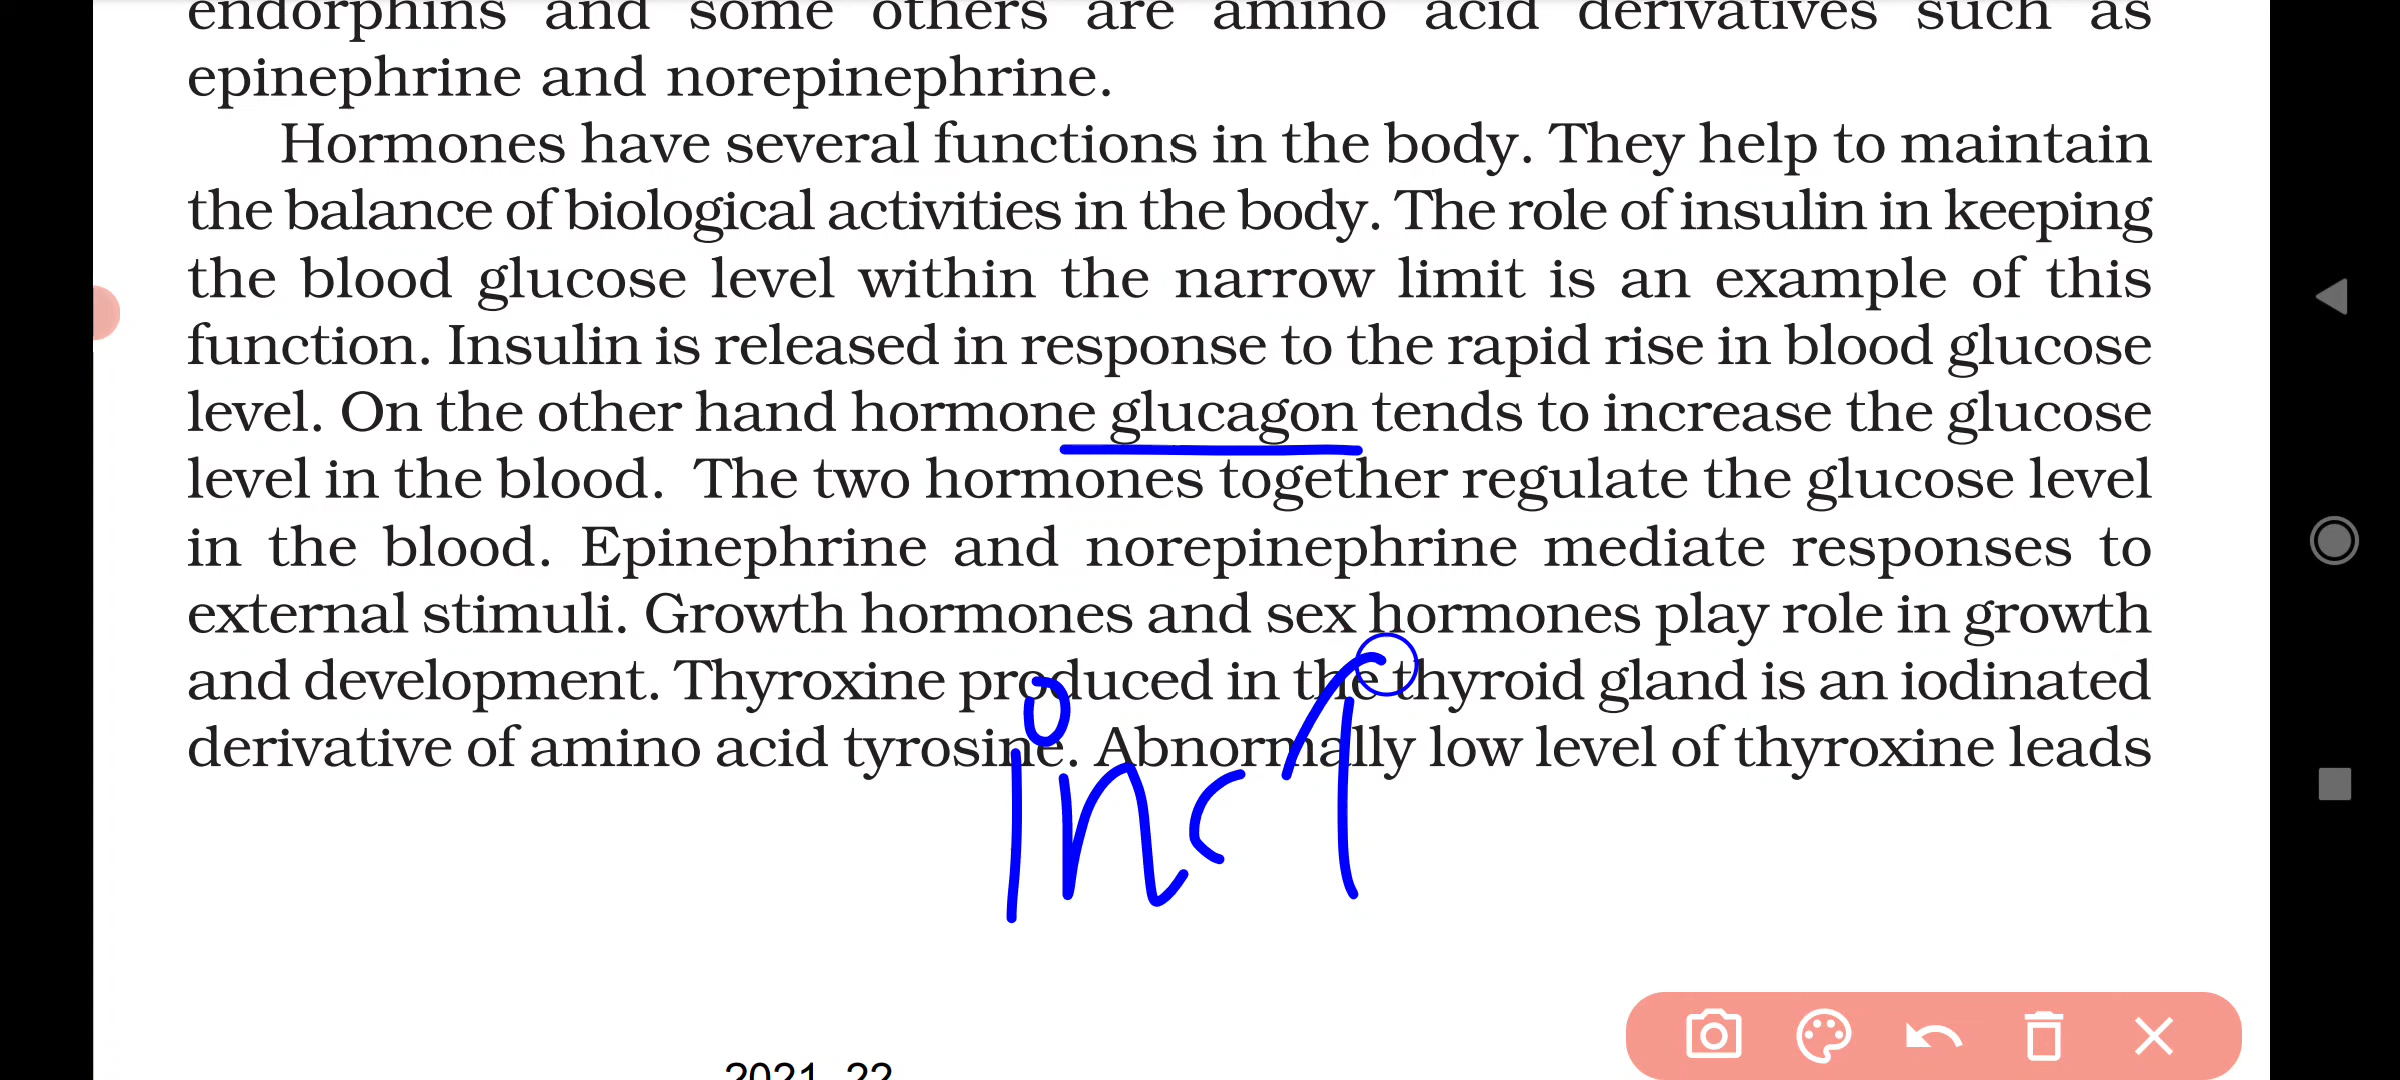 endorphins and some others are amino acid derivatives such as
epinephrine and norepinephrine.
Hormones have several functions in the body. They help to maintain
the balance of biological activities in the body. The role of insulin in keeping
the blood glucose level within the narrow limit is an example of this
function. Insulin is released in response to the rapid rise in blood glucose
level. On the other hand hormone glucagon tends to increase the glucose
level in the blood. The two hormones together regulate the glucose level
in the blood. Epinephrine and norepinephrine mediate responses to
external stimuli. Growth hormones and sex hormones play role in growth
and development. Thyroxine produced in the thyroid gland is an iodinated
derivative of amino acid tyrosine. Abnormally low level of thyroxine leads
2021–22